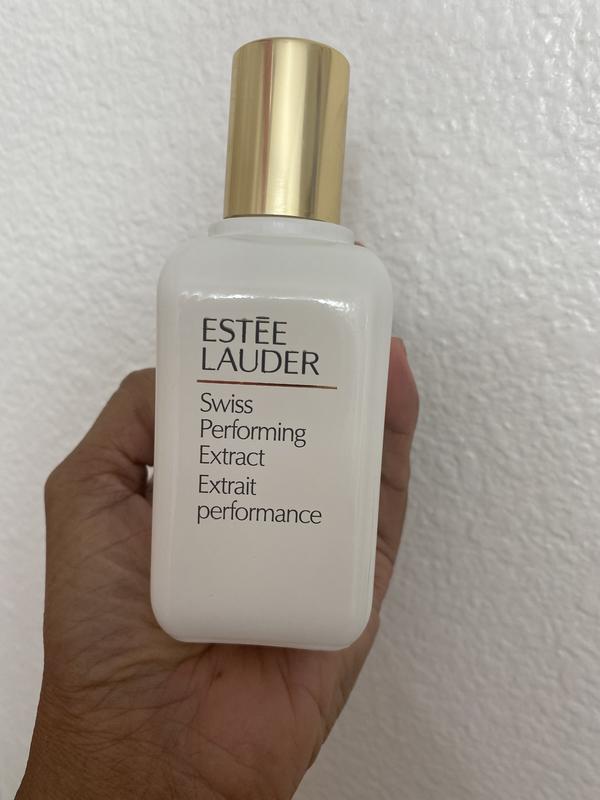 ESTĒE
LAUDER
Swiss
Performing
Extract
Extrait
performance